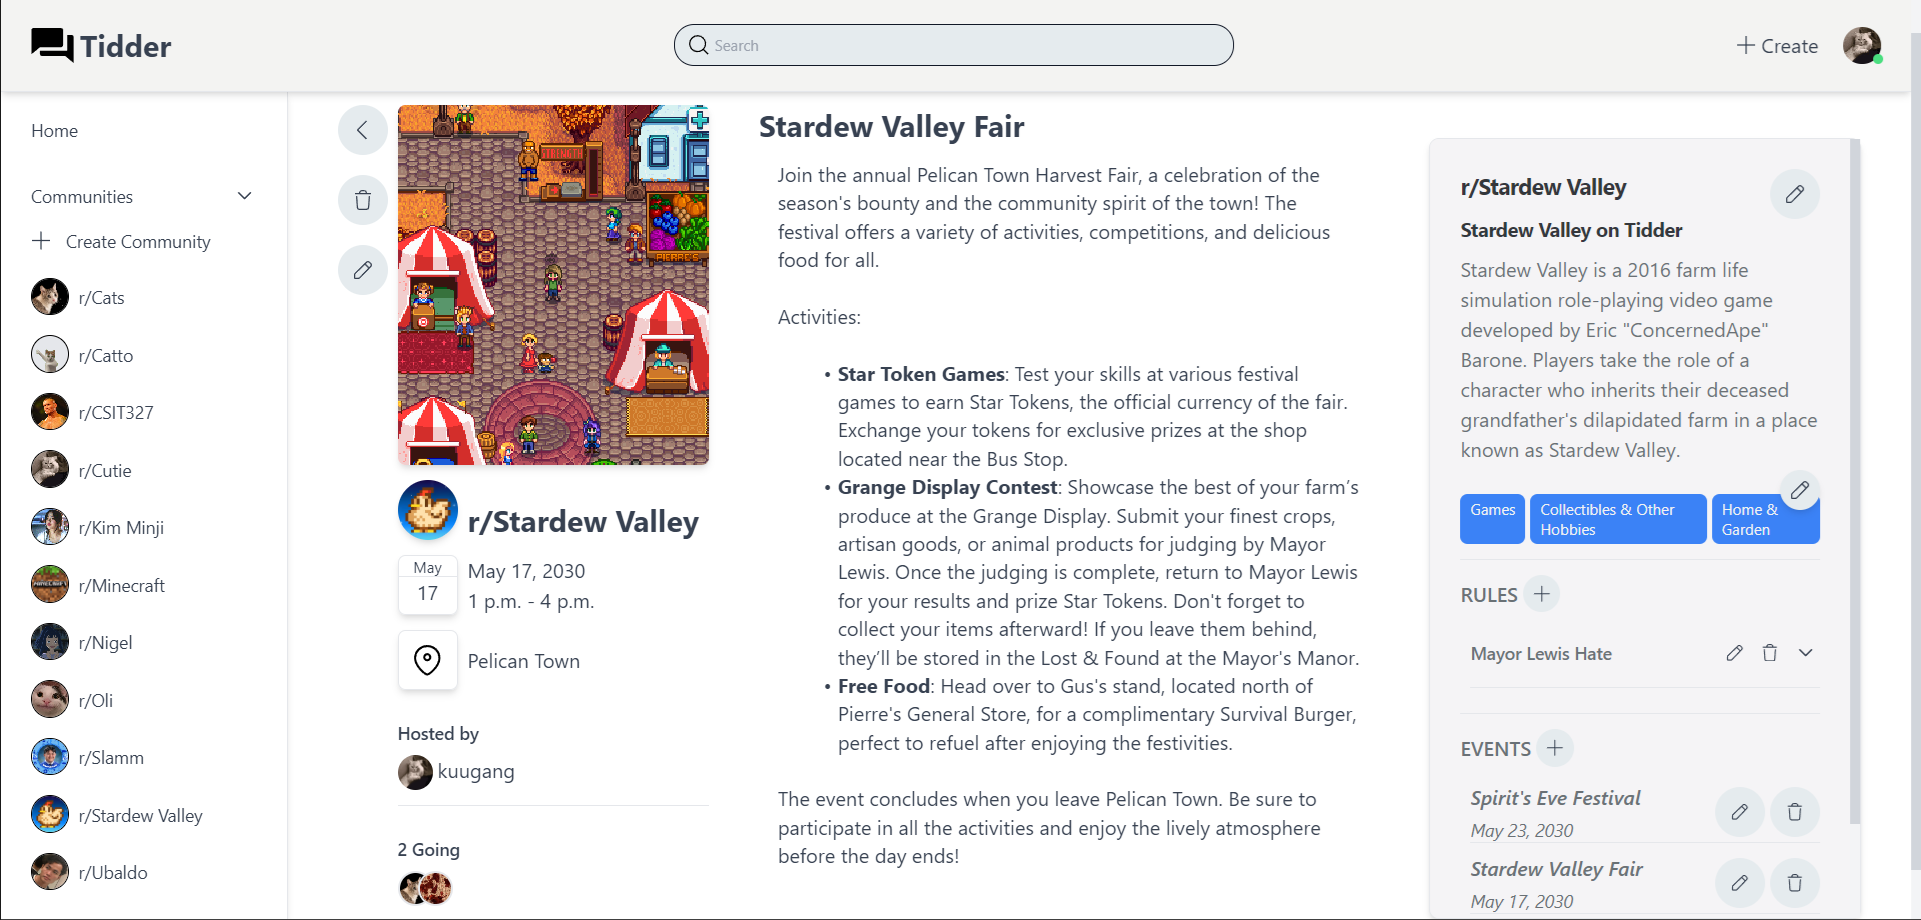 Tidder
Search
Create
Home
Communities
Create Community
r/Cats
r/Catto
r/CSIT327
r/Cutie
r/Kim Minji
r/Minecraft
r/Nigel
r/Oli
r/Slamm
r/Stardew Valley
r/Ubaldo
STRENGTH
PIERRE'S
r/Stardew Valley
May
17
May 17, 2030
1 p.m. - 4 p.m.
Pelican Town
Hosted by
kuugang
2 Going
Stardew Valley Fair
Join the annual Pelican Town Harvest Fair, a celebration of the
season's bounty and the community spirit of the town! The
festival offers a variety of activities, competitions, and delicious
food for all.
Activities:
• Star Token Games: Test your skills at various festival
games to earn Star Tokens, the official currency of the fair.
Exchange your tokens for exclusive prizes at the shop
located near the Bus Stop.
• Grange Display Contest: Showcase the best of your farm’s
produce at the Grange Display. Submit your finest crops,
artisan goods, or animal products for judging by Mayor
Lewis. Once the judging is complete, return to Mayor Lewis
for your results and prize Star Tokens. Don't forget to
collect your items afterward! If you leave them behind,
they’ll be stored in the Lost & Found at the Mayor's Manor.
• Free Food: Head over to Gus's stand, located north of
Pierre's General Store, for a complimentary Survival Burger,
perfect to refuel after enjoying the festivities.
The event concludes when you leave Pelican Town. Be sure to
participate in all the activities and enjoy the lively atmosphere
before the day ends!
r/Stardew Valley
Stardew Valley on Tidder
Stardew Valley is a 2016 farm life
simulation role-playing video game
developed by Eric "ConcernedApe"
Barone. Players take the role of a
character who inherits their deceased
grandfather's dilapidated farm in a place
known as Stardew Valley.
Games
Collectibles & Other
Hobbies
Home &
Garden
RULES
Mayor Lewis Hate
EVENTS
Spirit's Eve Festival
May 23, 2030
Stardew Valley Fair
May 17, 2030